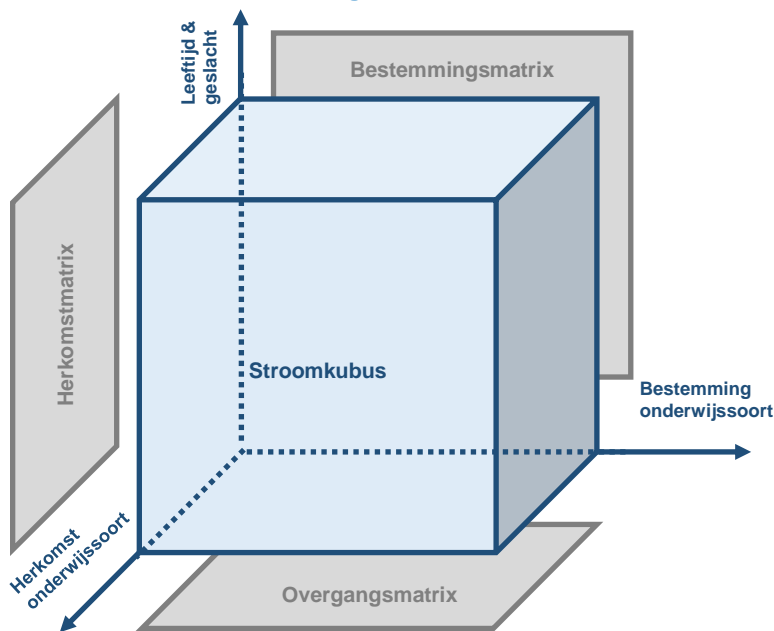 Leeftijd &
geslacht
Bestemmingsmatrix
Herkomstmatrix
Stroomkubus
Bestemming
onderwijssoort
Herkomst
onderwijssoort
Overgangsmatrix